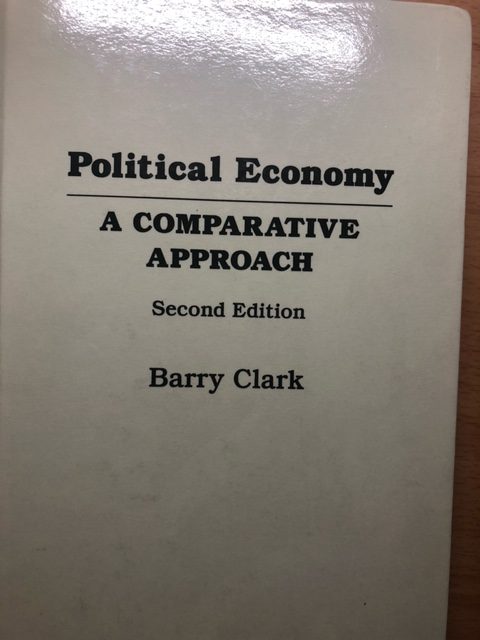 Political Economy
A COMPARATIVE
APPROACH
Second Edition
Barry Clark